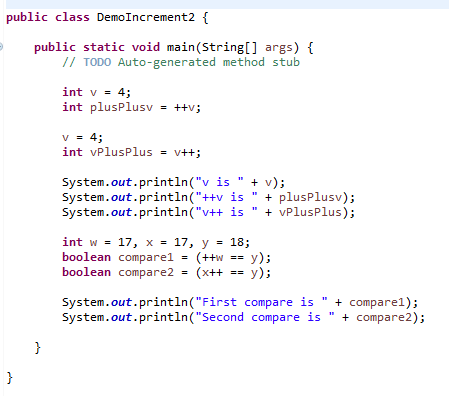 public class DemoIncrement2 {
public static void main(String[] args) {
// TODO Auto-generated method stub
int v = 4;
int plusPlusv = ++v;
v = 4;
int vPlusPlus = v++;
System.out.println("v is " + v);
System.out.println("++v is " + plusPlusv);
System.out.println("v++ is " + vPlusPlus);
int w = 17, x = 17, y = 18;
boolean compare1 = (++w == y);
boolean compare2 = (x++ == y);
System.out.println("First compare is " + compare1);
System.out.println("Second compare is " + compare2);
}
}